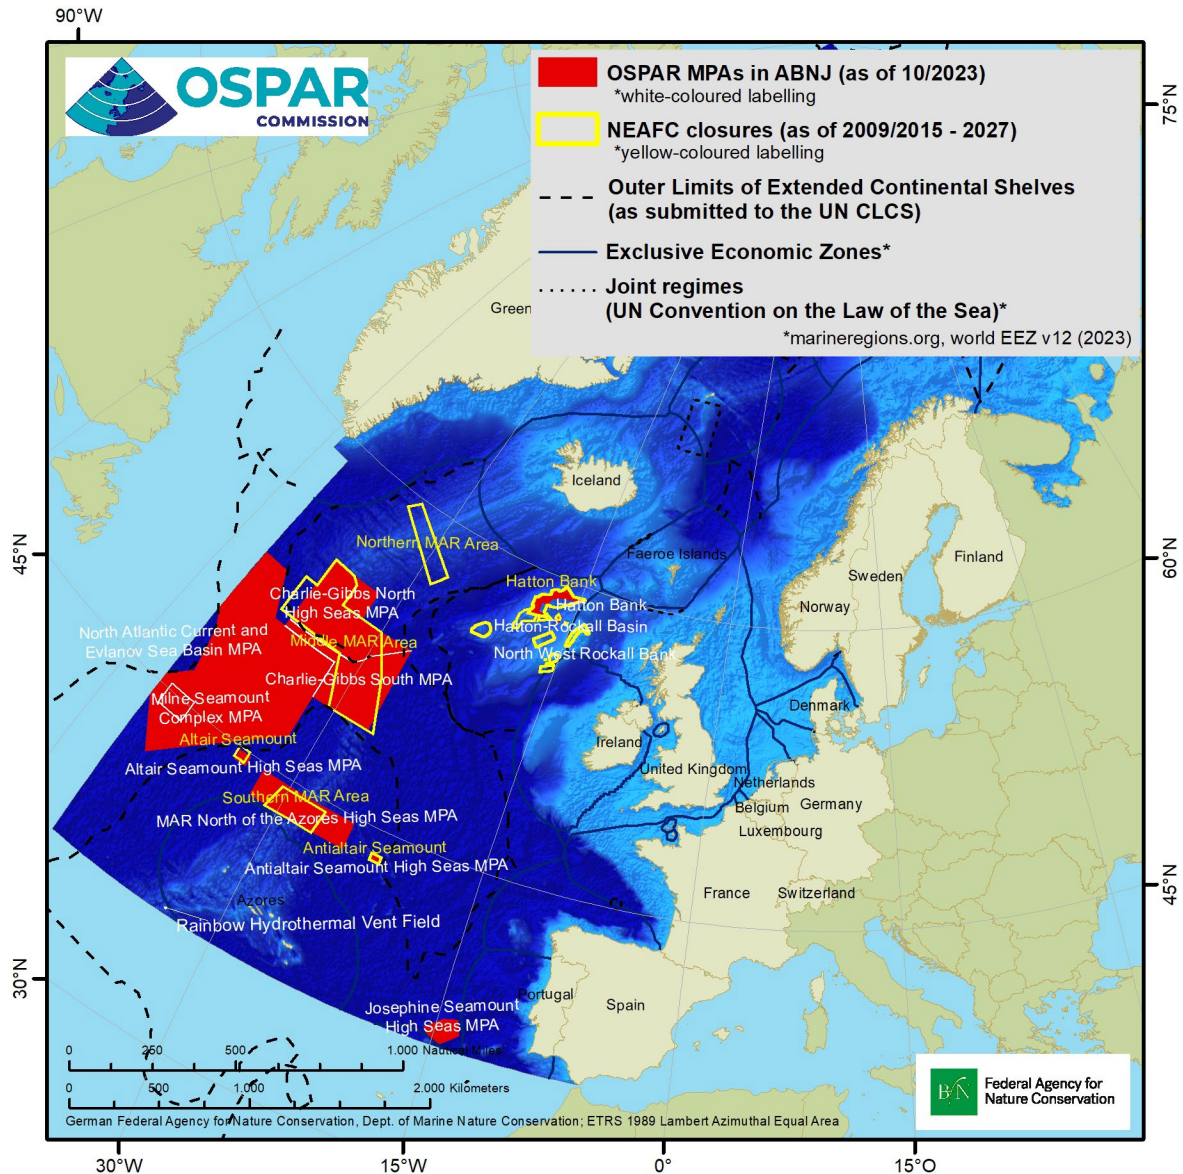 90°W
OSPAR
COMMISSION
OSPAR MPAs in ABNJ (as of 10/2023)
*white-coloured labelling
NEAFC closures (as of 2009/2015 - 2027)
*yellow-coloured labelling
Outer Limits of Extended Continental Shelves
(as submitted to the UN CLCS)
Exclusive Economic Zones*
Joint regimes
(UN Convention on the Law of the Sea)*
*marineregions.org, world EEZ v12 (2023)
75°N
Green
Iceland
45°N
60°N
Northern MAR Area
Faeroe Islands
Finland
Sweden
Norway
Hatton Bank
Hatton Bank
Hatton-Rockall Basin
North West Rockall Bank
Charlie-Gibbs North
High Seas MPA
North Atlantic Current and
Evlanov Sea Basin MPA
Middle MAR Area
Charlie-Gibbs South MPA
Milne Seamount
Complex MPA
Altair Seamount
Altair Seamount High Seas MPA
Denmark
Ireland
United Kingdom
Netherlands
Belgium
Germany
Luxembourg
Southern MAR Area
MAR North of the Azores High Seas MPA
Antialtair Seamount
Antialtair Seamount High Seas MPA
France
Switzerland
45°N
Azores
Rainbow Hydrothermal Vent Field
30°N
Portugal
Spain
Josephine Seamount
High Seas MPA
0 250 500 1.000 Nautical Miles
0 500 1.000 2.000 Kilometers
German Federal Agency for Nature Conservation, Dept. of Marine Nature Conservation; ETRS 1989 Lambert Azimuthal Equal Area
BfN
Federal Agency for
Nature Conservation
30°W
15°W
0°
15°O